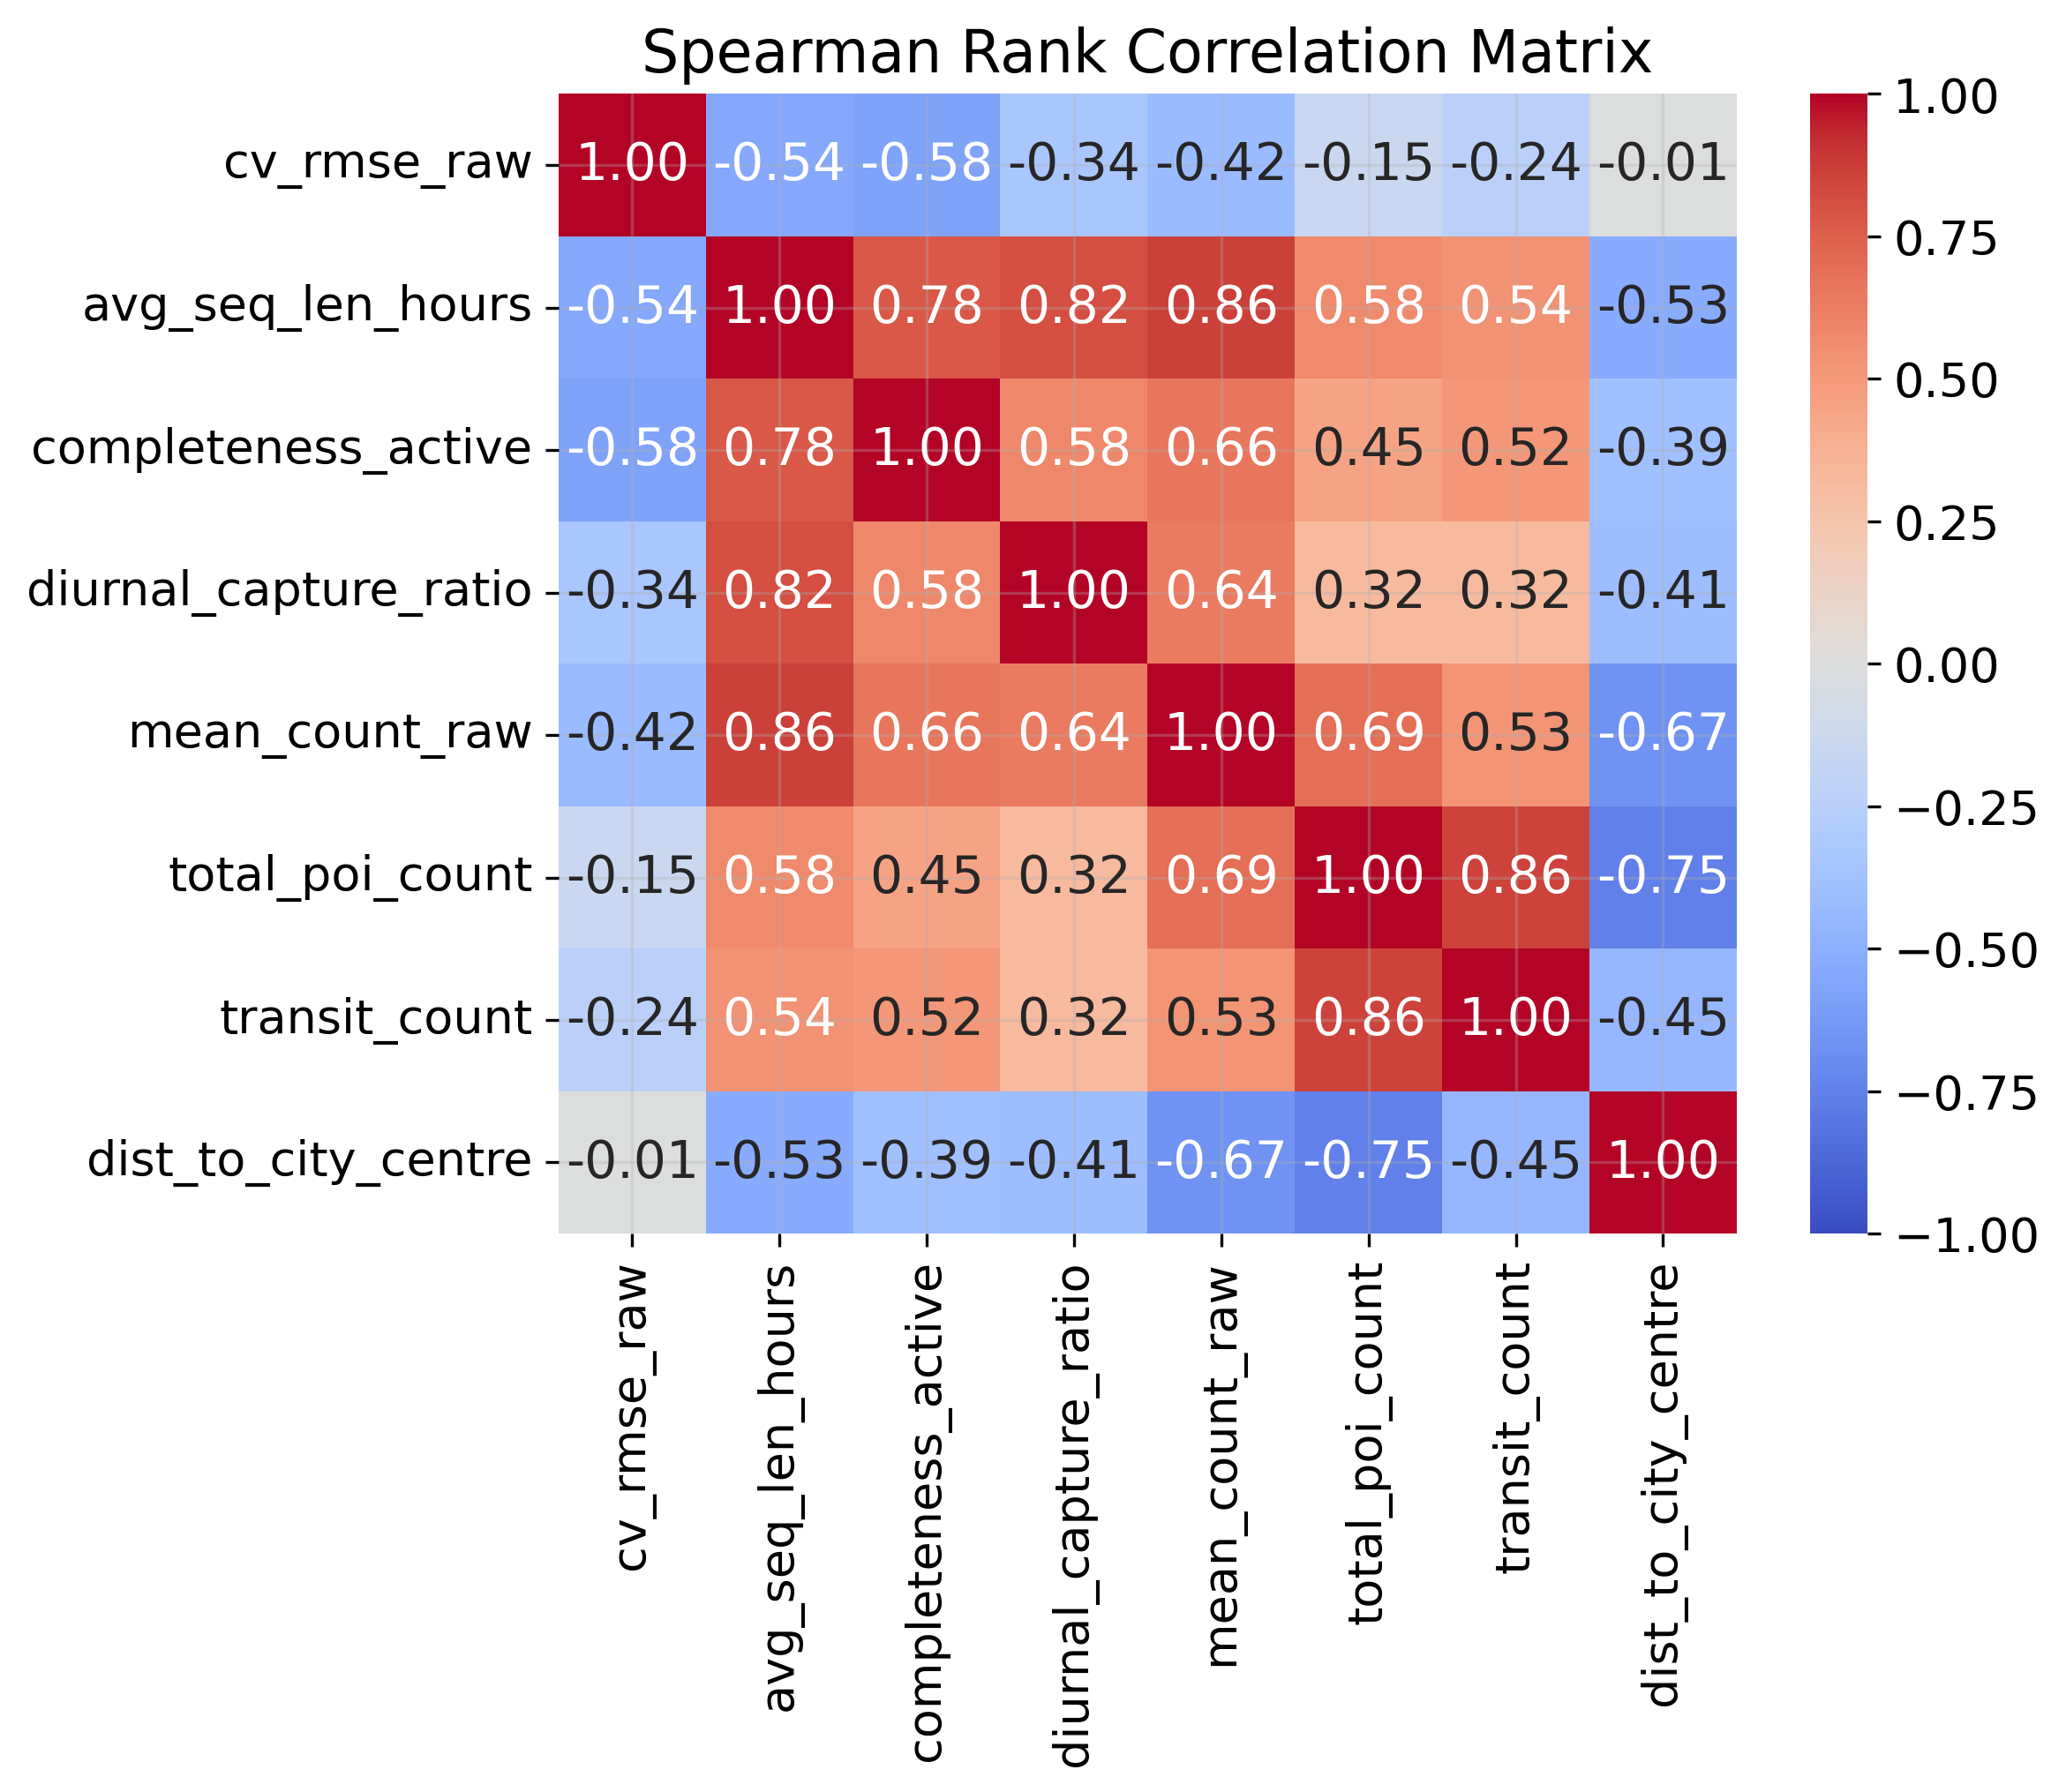 Spearman Rank Correlation Matrix
cv_rmse_raw 1.00 -0.54 -0.58 -0.34 -0.42 -0.15 -0.24 -0.01
avg_seq_len_hours -0.54 1.00 0.78 0.82 0.86 0.58 0.54 -0.53
completeness_active -0.58 0.78 1.00 0.58 0.66 0.45 0.52 -0.39
diurnal_capture_ratio -0.34 0.82 0.58 1.00 0.64 0.32 0.32 -0.41
mean_count_raw -0.42 0.86 0.66 0.64 1.00 0.69 0.53 -0.67
total_poi_count -0.15 0.58 0.45 0.32 0.69 1.00 0.86 -0.75
transit_count -0.24 0.54 0.52 0.32 0.53 0.86 1.00 -0.45
dist_to_city_centre -0.01 -0.53 -0.39 -0.41 -0.67 -0.75 -0.45 1.00
cv_rmse_raw
avg_seq_len_hours
completeness_active
diurnal_capture_ratio
mean_count_raw
total_poi_count
transit_count
dist_to_city_centre
1.00
0.75
0.50
0.25
0.00
−0.25
−0.50
−0.75
−1.00